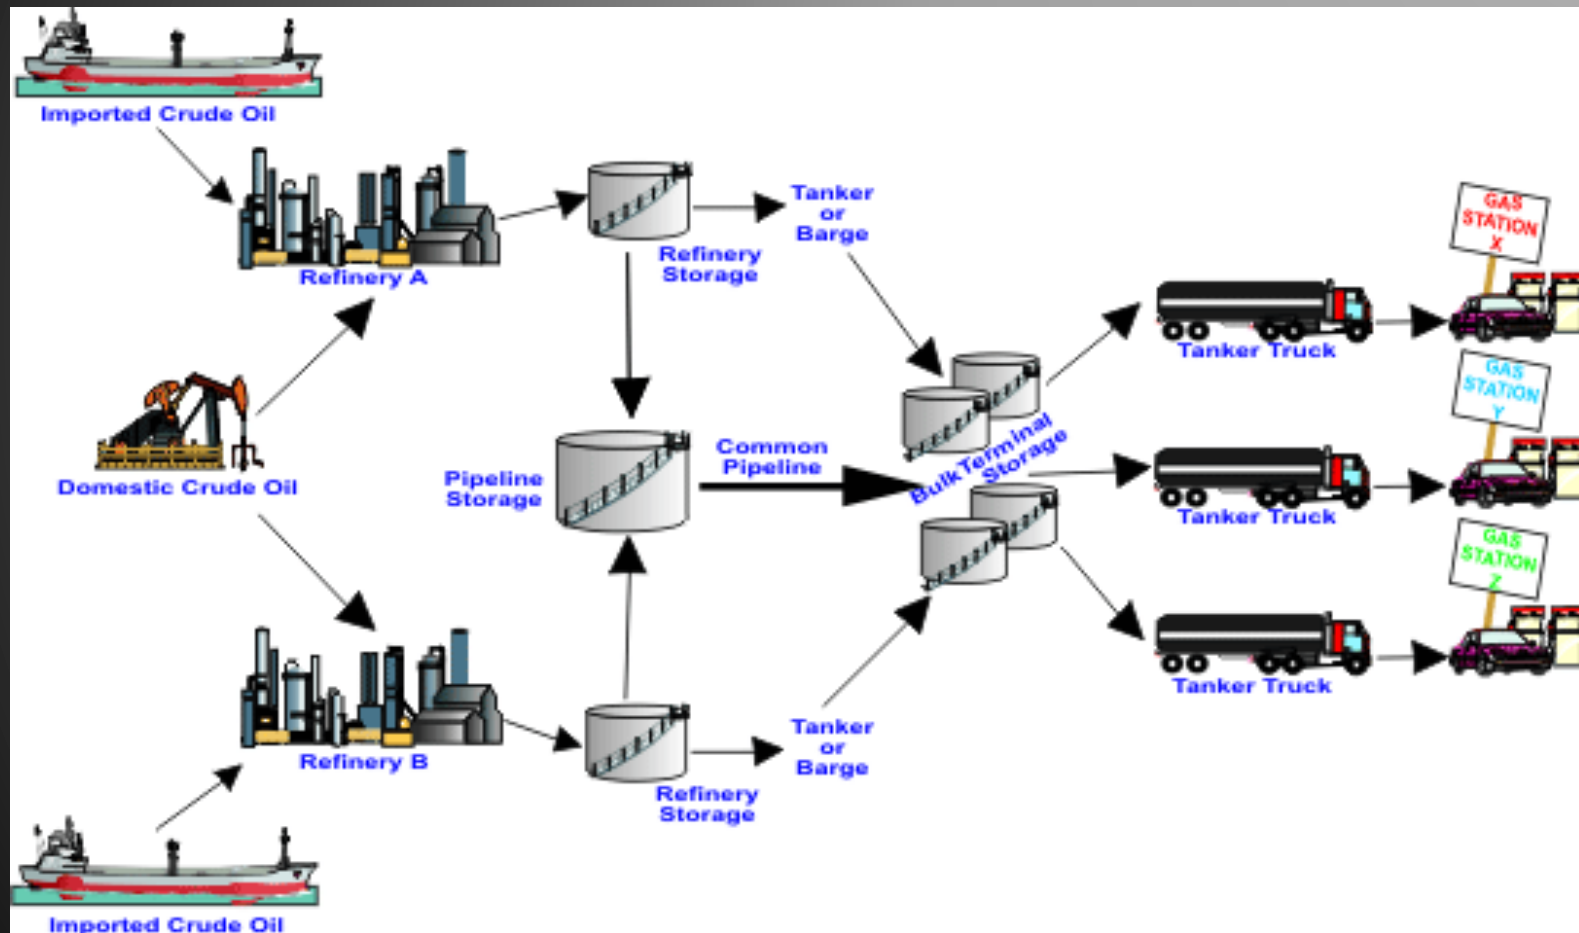 Imported Crude Oil
Refinery A
Refinery
Storage
Tanker
or
Barge
GAS
STATION
X
Tanker Truck
Domestic Crude Oil
Pipeline
Storage
Common
Pipeline
Bulk Terminal
Storage
GAS
STATION
Y
Tanker Truck
GAS
STATION
Z
Tanker Truck
Refinery B
Refinery
Storage
Tanker
or
Barge
Imported Crude Oil